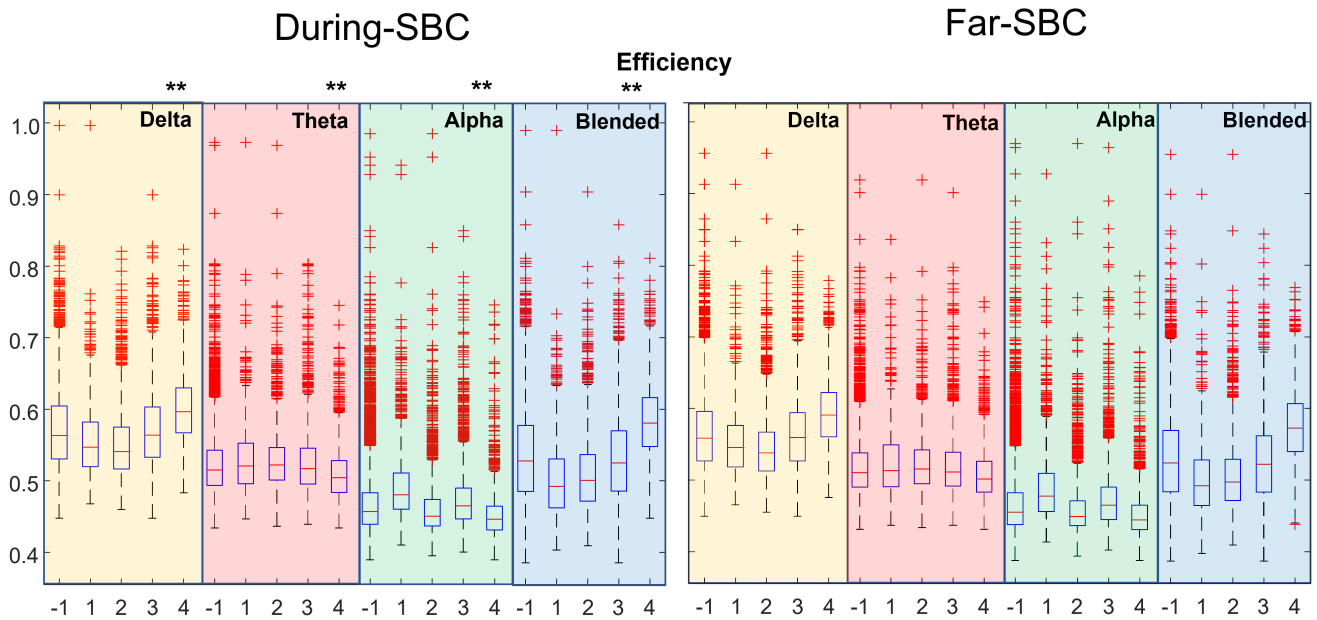 During-SBC Far-SBC
Efficiency
** ** ** **
Delta Theta Alpha Blended Delta Theta Alpha Blended
1.0
0.9
0.8
0.7
0.6
0.5
0.4
-1 1 2 3 4 -1 1 2 3 4 -1 1 2 3 4 -1 1 2 3 4 -1 1 2 3 4 -1 1 2 3 4 -1 1 2 3 4 -1 1 2 3 4